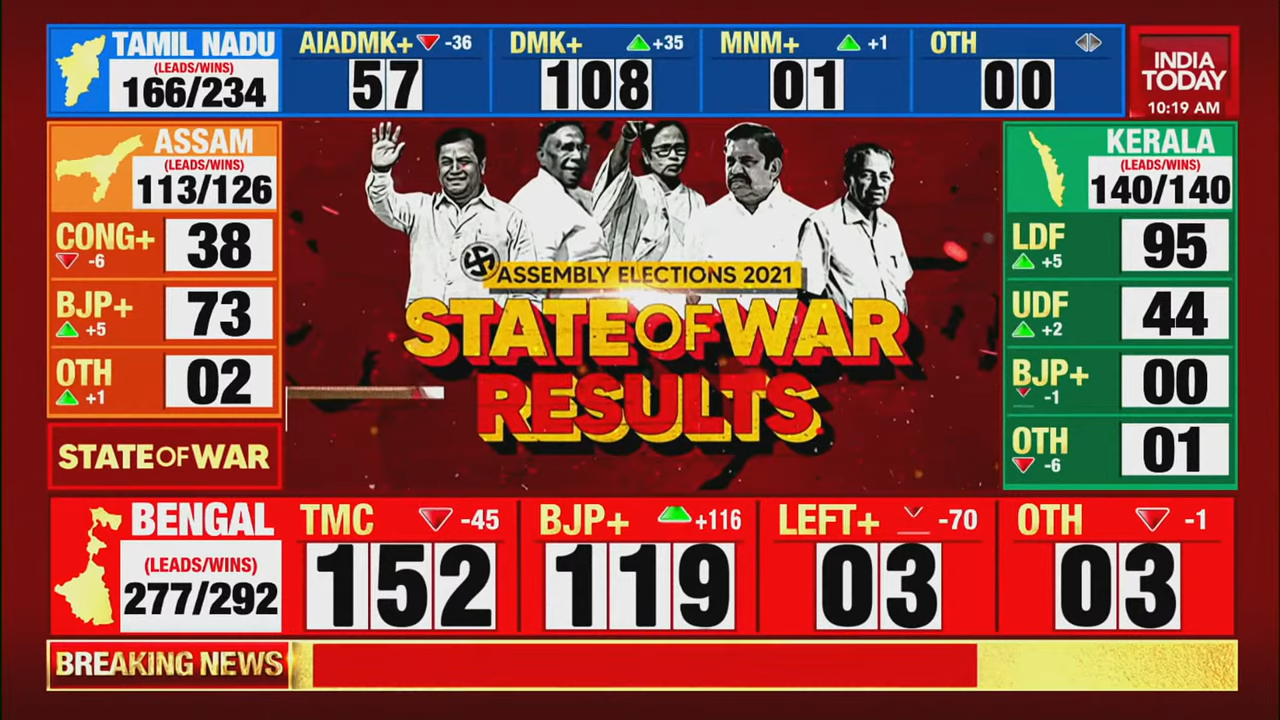 TAMIL NADU
(LEADS/WINS)
166/234
AIADMK+ -36
57
DMK+ +35
108
MNM+ +1
01
OTH
00
INDIA
TODAY
10:19 AM
ASSAM
(LEADS/WINS)
113/126
CONG+
-6
38
BJP+
+5
73
OTH
+1
02
STATE OF WAR
ASSEMBLY ELECTIONS 2021
STATE OF WAR
RESULTS
KERALA
(LEADS/WINS)
140/140
LDF
+5
95
UDF
+2
44
BJP+
-1
00
OTH
-6
01
BENGAL
(LEADS/WINS)
277/292
TMC -45
152
BJP+ +116
119
LEFT+ -70
03
OTH -1
03
BREAKING NEWS